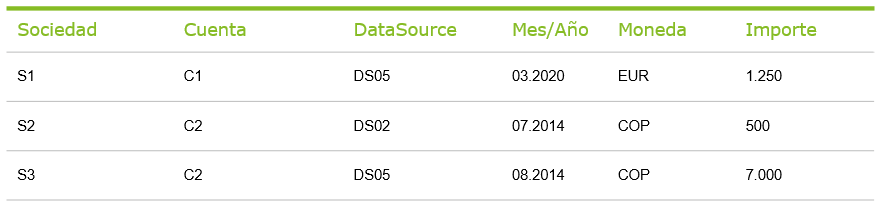 Sociedad Cuenta DataSource Mes/Año Moneda Importe
S1 C1 DS05 03.2020 EUR 1.250
S2 C2 DS02 07.2014 COP 500
S3 C2 DS05 08.2014 COP 7.000